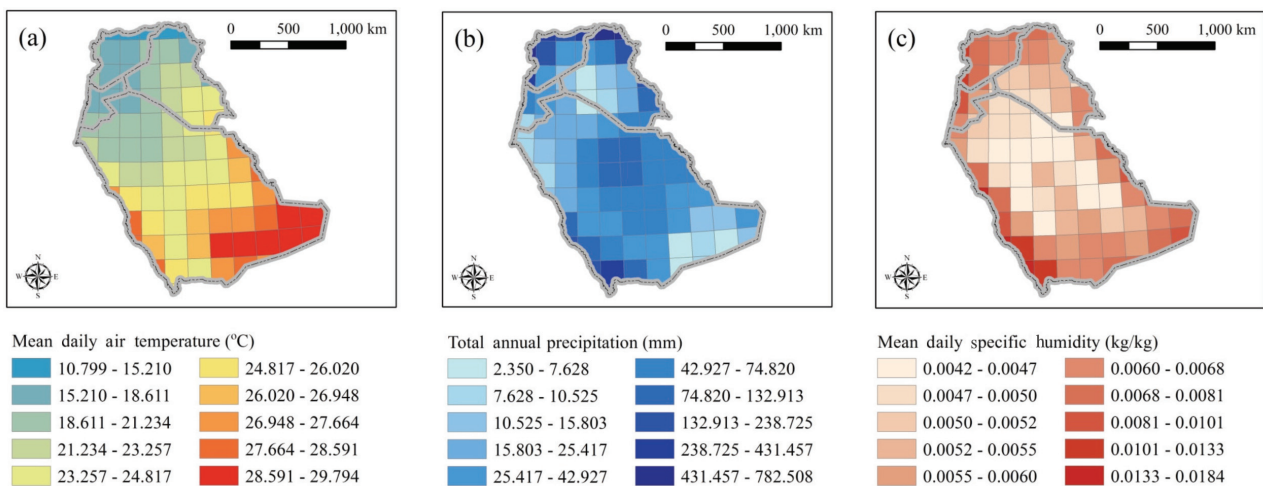 (a)
0 500 1,000 km
N
W E
S
(b)
0 500 1,000 km
N
W E
S
(c)
0 500 1,000 km
N
W E
S
Mean daily air temperature (ºC)
10.799 - 15.210
15.210 - 18.611
18.611 - 21.234
21.234 - 23.257
23.257 - 24.817
24.817 - 26.020
26.020 - 26.948
26.948 - 27.664
27.664 - 28.591
28.591 - 29.794
Total annual precipitation (mm)
2.350 - 7.628
7.628 - 10.525
10.525 - 15.803
15.803 - 25.417
25.417 - 42.927
42.927 - 74.820
74.820 - 132.913
132.913 - 238.725
238.725 - 431.457
431.457 - 782.508
Mean daily specific humidity (kg/kg)
0.0042 - 0.0047
0.0047 - 0.0050
0.0050 - 0.0052
0.0052 - 0.0055
0.0055 - 0.0060
0.0060 - 0.0068
0.0068 - 0.0081
0.0081 - 0.0101
0.0101 - 0.0133
0.0133 - 0.0184